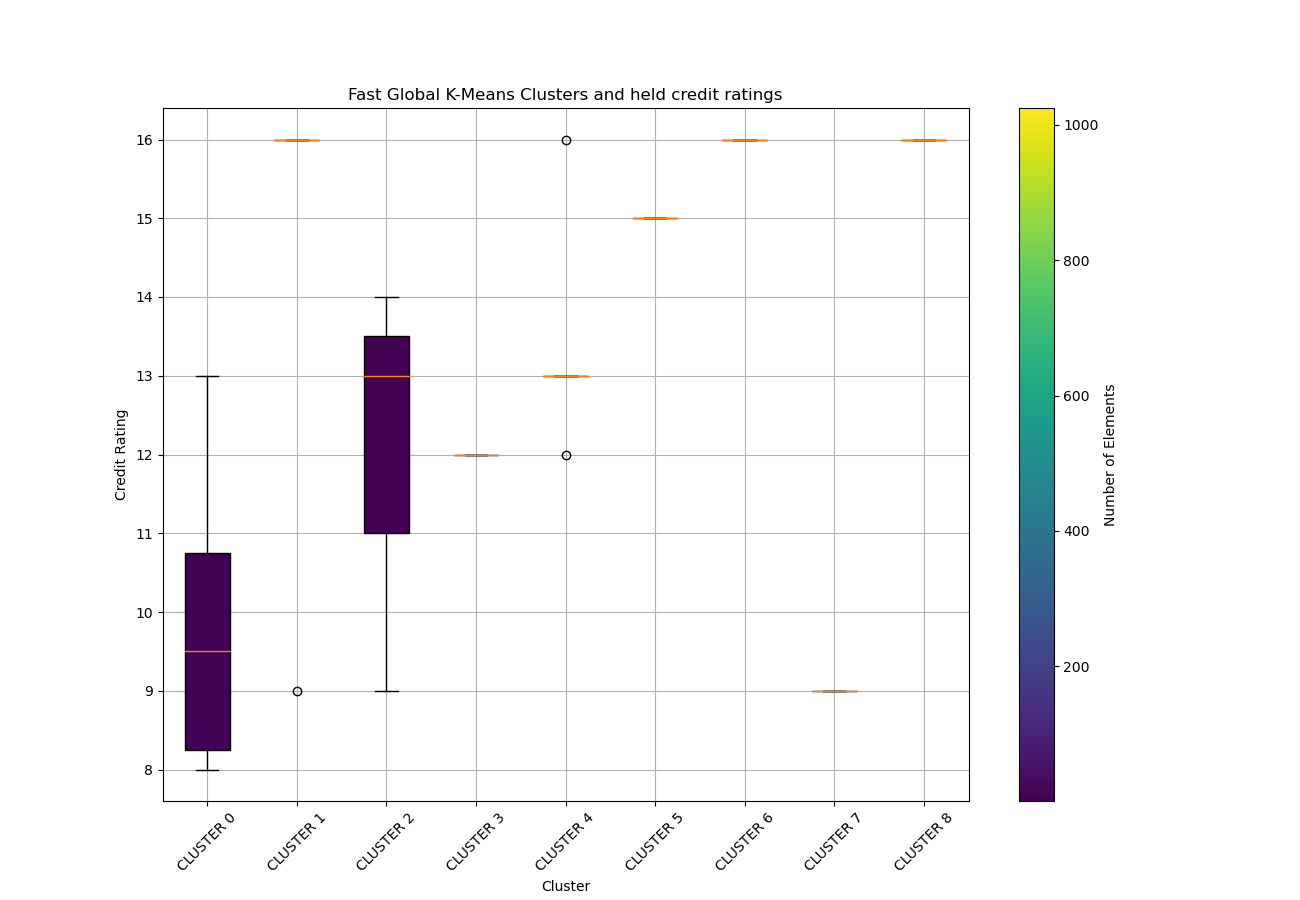 Fast Global K-Means Clusters and held credit ratings
16
15
14
13
12
11
10
9
8
Credit Rating
CLUSTER 0
CLUSTER 1
CLUSTER 2
CLUSTER 3
CLUSTER 4
CLUSTER 5
CLUSTER 6
CLUSTER 7
CLUSTER 8
Cluster
1000
800
600
400
200
Number of Elements